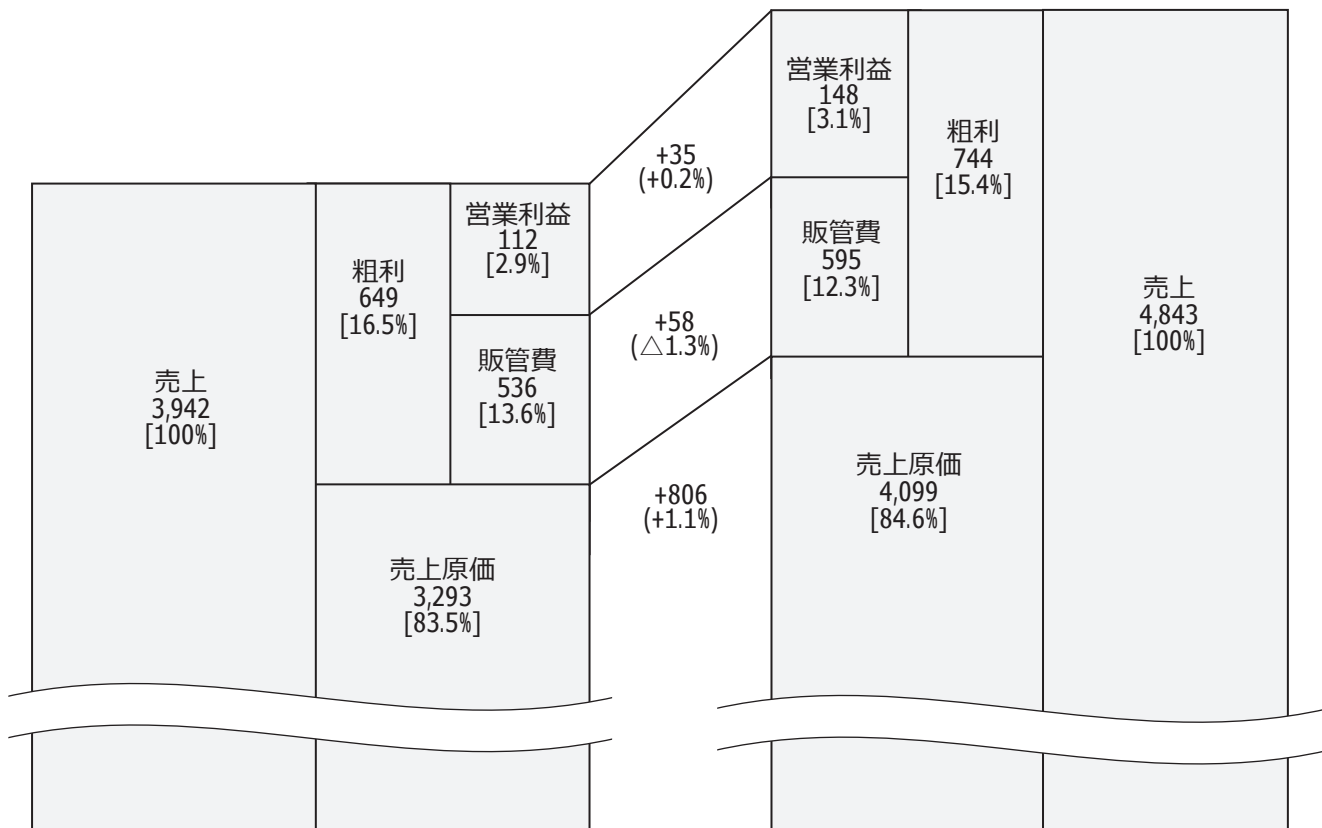 売上
3,942
[100%]
粗利
649
[16.5%]
営業利益
112
[2.9%]
販管費
536
[13.6%]
売上原価
3,293
[83.5%]
+35
(+0.2%)
+58
(△1.3%)
+806
(+1.1%)
営業利益
148
[3.1%]
販管費
595
[12.3%]
粗利
744
[15.4%]
売上原価
4,099
[84.6%]
売上
4,843
[100%]